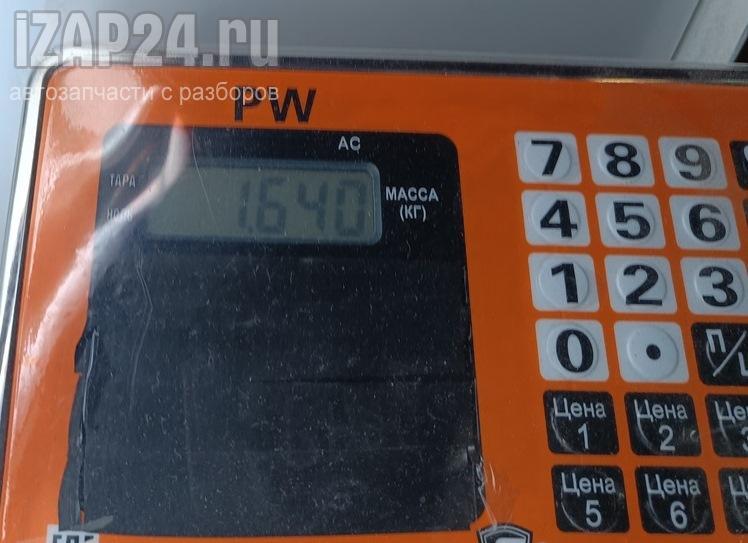 iZAP24.ru
автозапчасти с разборов
PW
AC
ТАРА
НОЛЬ
1.640
МАССА
(КГ)
7 8 9
4 5 6
1 2 3
0 •
П/
Цена 1
Цена 2
Цена 5
Цена 6